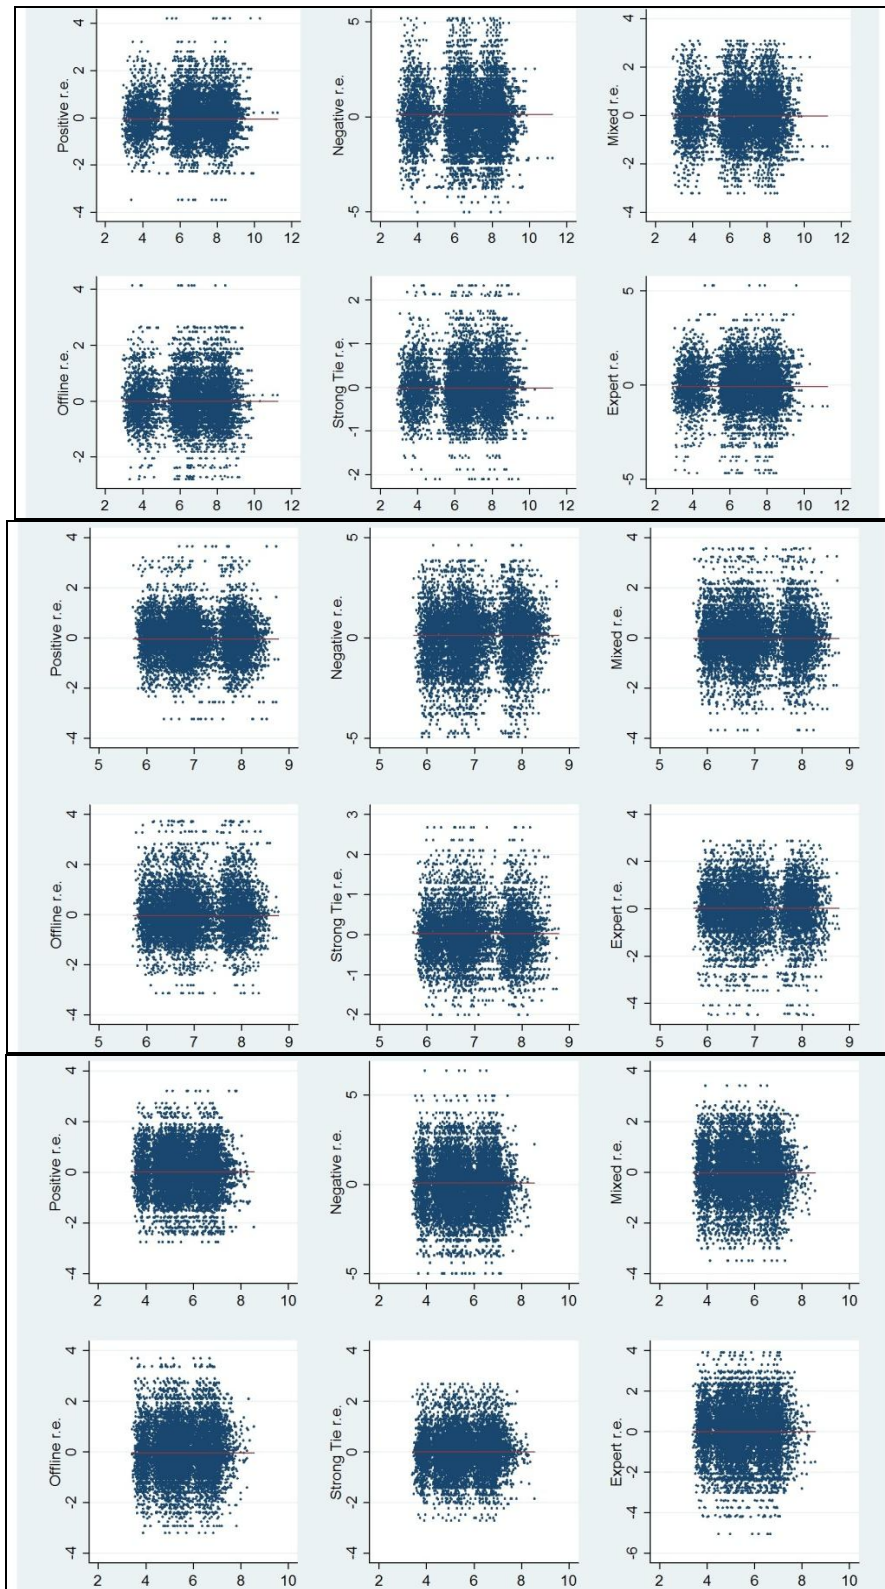 Positive r.e.
-4 -2 0 2 4
2 4 6 8 10 12
Negative r.e.
-5 0 5
2 4 6 8 10 12
Mixed r.e.
-4 -2 0 2 4
2 4 6 8 10 12
Offline r.e.
-2 0 2 4
2 4 6 8 10 12
Strong Tie r.e.
-2 -1 0 1 2
2 4 6 8 10 12
Expert r.e.
-5 0 5
2 4 6 8 10 12
Positive r.e.
-4 -2 0 2 4
5 6 7 8 9
Negative r.e.
-5 0 5
5 6 7 8 9
Mixed r.e.
-4 -2 0 2 4
5 6 7 8 9
Offline r.e.
-4 -2 0 2 4
5 6 7 8 9
Strong Tie r.e.
-2 -1 0 1 2 3
5 6 7 8 9
Expert r.e.
-4 -2 0 2 4
5 6 7 8 9
Positive r.e.
-4 -2 0 2 4
2 4 6 8 10
Negative r.e.
-5 0 5
2 4 6 8 10
Mixed r.e.
-4 -2 0 2 4
2 4 6 8 10
Offline r.e.
-4 -2 0 2 4
2 4 6 8 10
Strong Tie r.e.
-4 -2 0 2 4
2 4 6 8 10
Expert r.e.
-6 -4 -2 0 2 4
2 4 6 8 10